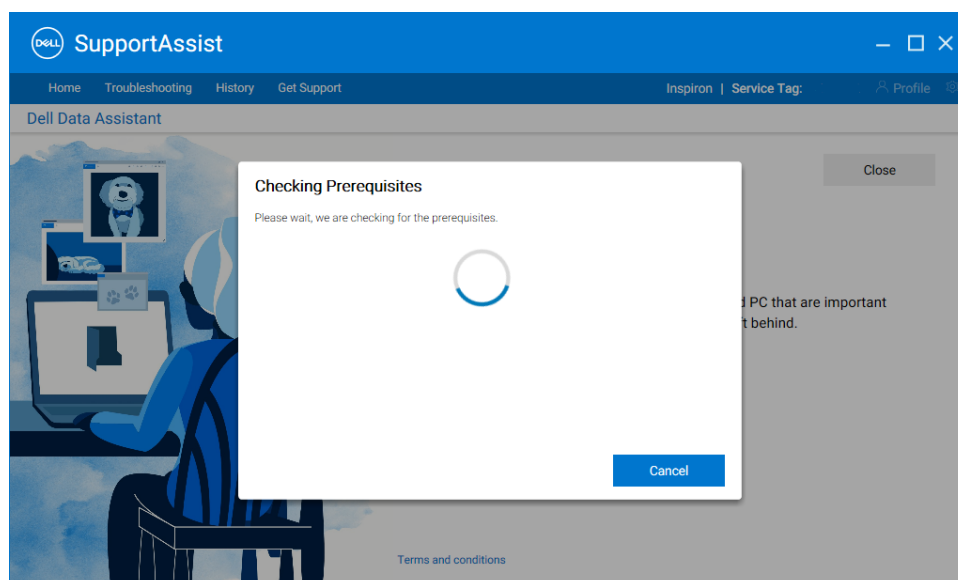 DELL SupportAssist
Home Troubleshooting History Get Support Inspiron | Service Tag: Profile
Dell Data Assistant
Close
Checking Prerequisites
Please wait, we are checking for the prerequisites.
PC that are important
behind.
Cancel
Terms and conditions